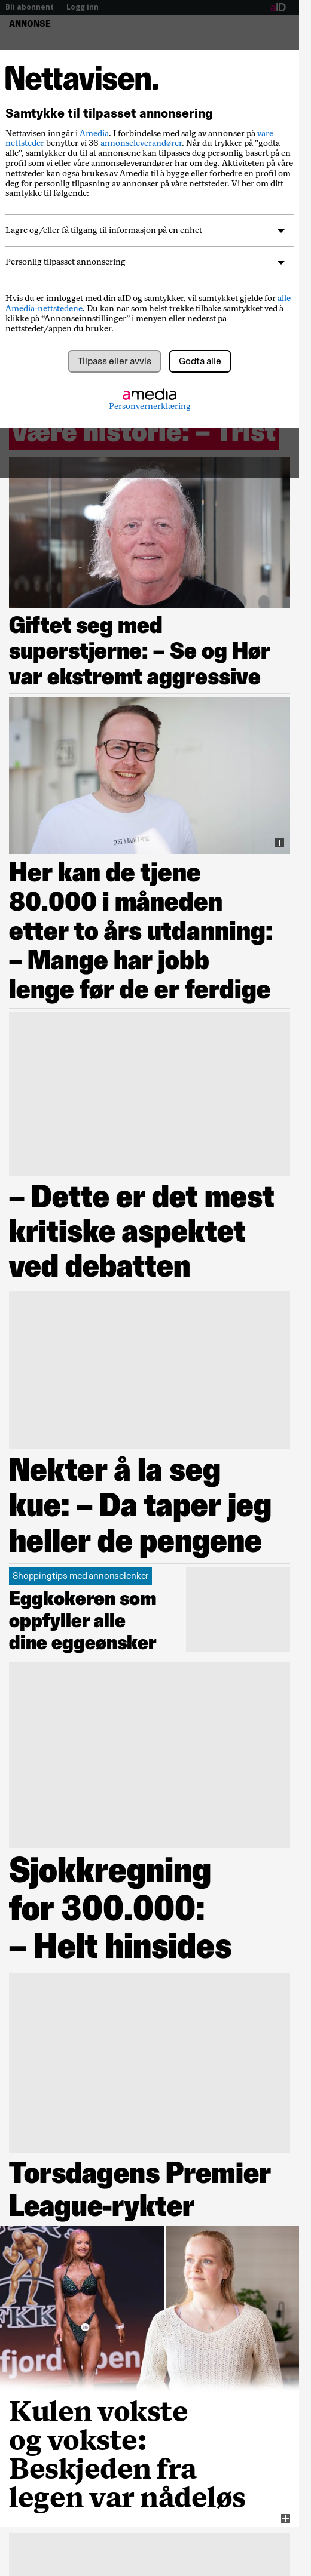 Bli abonnent | Logg inn
aID
ANNONSE
Nettavisen.
Samtykke til tilpasset annonsering
Nettavisen inngår i Amedia. I forbindelse med salg av annonser på våre
nettsteder benytter vi 36 annonseleverandører. Når du trykker på "godta
alle", samtykker du til at annonsene kan tilpasses deg personlig basert på en
profil som vi eller våre annonseleverandører har om deg. Aktiviteten på våre
nettsteder kan også brukes av Amedia til å bygge eller forbedre en profil om
deg for personlig tilpasning av annonser på våre nettsteder. Vi ber om ditt
samtykke til følgende:
Lagre og/eller få tilgang til informasjon på en enhet
Personlig tilpasset annonsering
Hvis du er innlogget med din aID og samtykker, vil samtykket gjelde for alle
Amedia-nettstedene. Du kan når som helst trekke tilbake samtykket ved å
klikke på “Annonseinnstillinger” i menyen eller nederst på
nettstedet/appen du bruker.
Tilpass eller avvis
Godta alle
amedia
Personvernerklæring
være historie: – Trist
Giftet seg med
superstjerne: – Se og Hør
var ekstremt aggressive
Her kan de tjene
80.000 i måneden
etter to års utdanning:
– Mange har jobb
lenge før de er ferdige
– Dette er det mest
kritiske aspektet
ved debatten
Nekter å la seg
kue: – Da taper jeg
heller de pengene
Shoppingtips med annonselenker
Eggkokeren som
oppfyller alle
dine eggeønsker
Sjokkregning
for 300.000:
– Helt hinsides
Torsdagens Premier
League-rykter
Kulen vokste
og vokste:
Beskjeden fra
legen var nådeløs